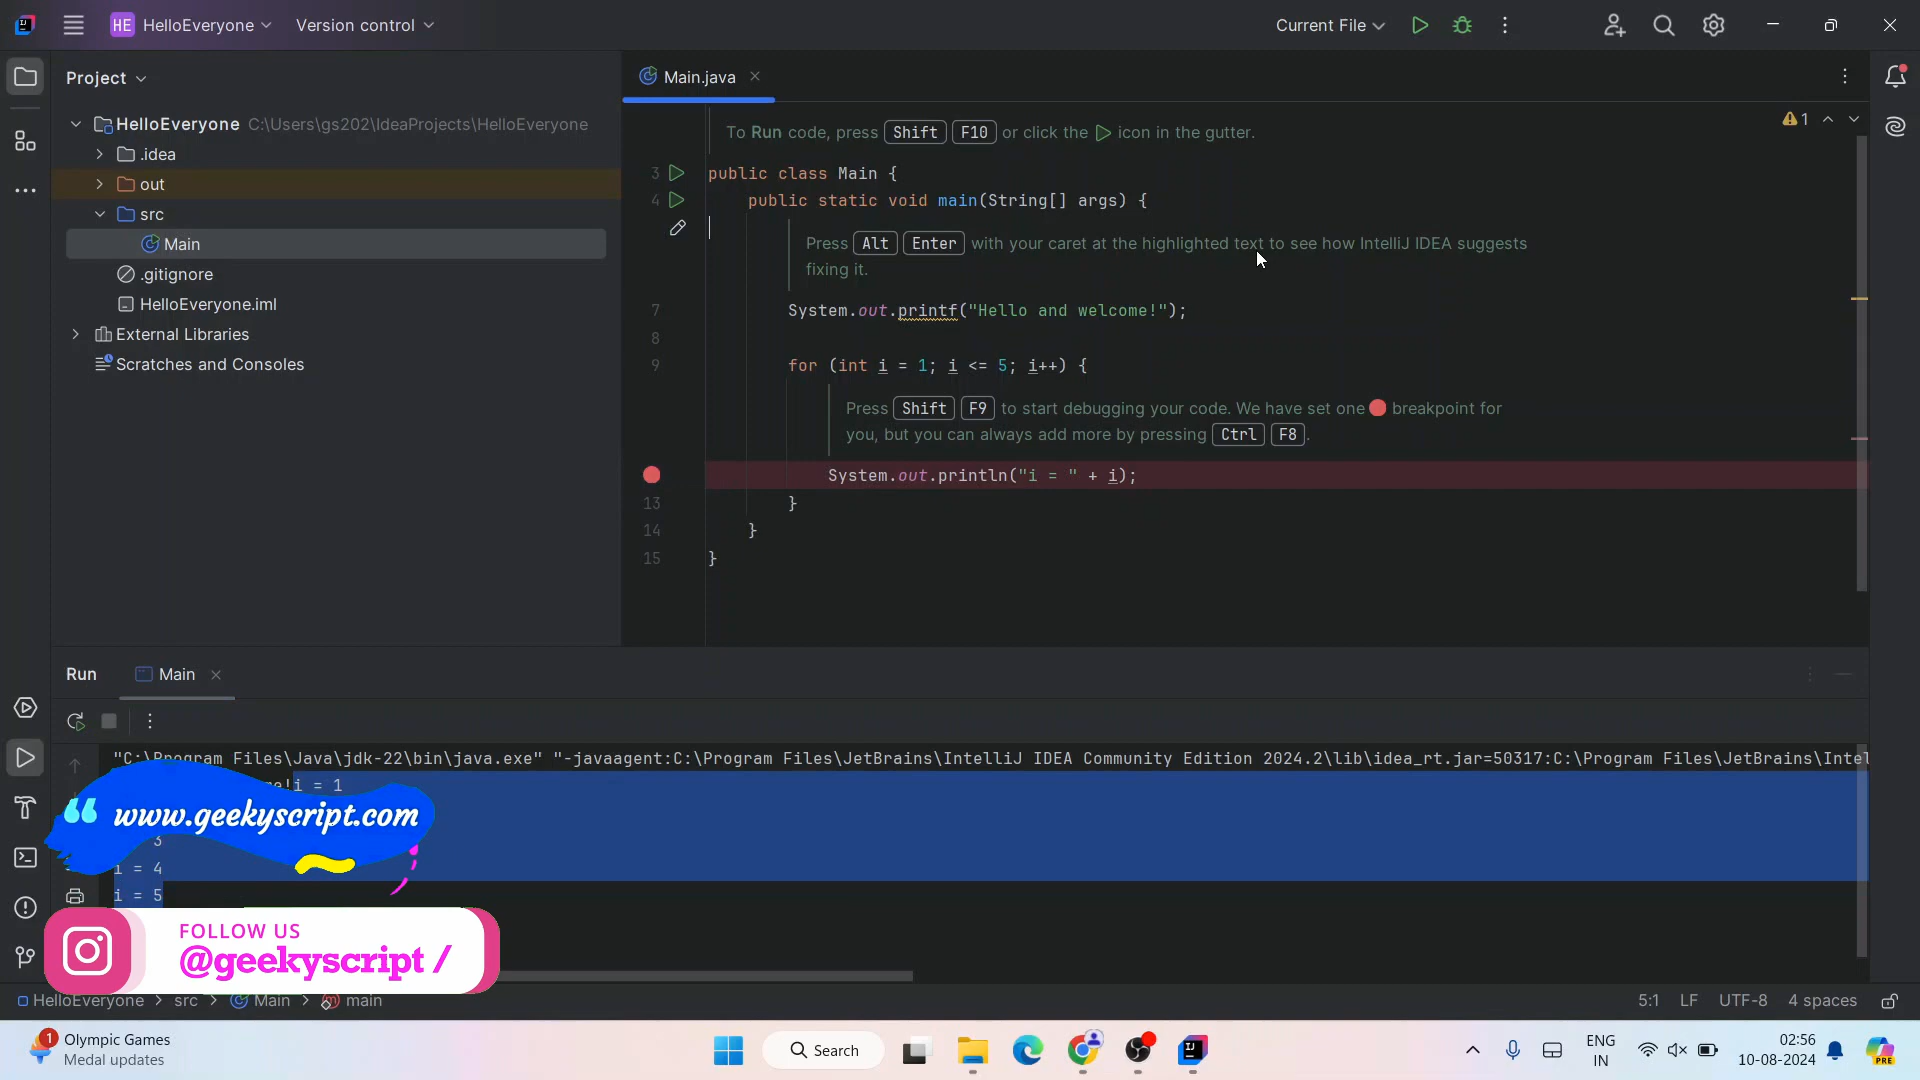 HE HelloEveryone Version control Current File
Project
Main.java
HelloEveryone C:\Users\gs202\IdeaProjects\HelloEveryone
.idea
out
src
Main
.gitignore
HelloEveryone.iml
External Libraries
Scratches and Consoles
1
To Run code, press Shift F10 or click the icon in the gutter.
3 public class Main {
4 public static void main(String[] args) {
Press Alt Enter with your caret at the highlighted text to see how IntelliJ IDEA suggests
fixing it.
7 System.out.printf("Hello and welcome!");
8
9 for (int i = 1; i <= 5; i++) {
Press Shift F9 to start debugging your code. We have set one breakpoint for
you, but you can always add more by pressing Ctrl F8.
System.out.println("i = " + i);
13 }
14 }
15 }
Run Main
"C:\Program Files\Java\jdk-22\bin\java.exe" "-javaagent:C:\Program Files\JetBrains\IntelliJ IDEA Community Edition 2024.2\lib\idea_rt.jar=50317:C:\Program Files\JetBrains\Intel
e!i = 1
www.geekyscript.com
3
i = 4
i = 5
FOLLOW US
@geekyscript /
HelloEveryone > src > Main > main 5:1 LF UTF-8 4 spaces
1 Olympic Games
Medal updates
Search
ENG
IN
02:56
10-08-2024
PRE